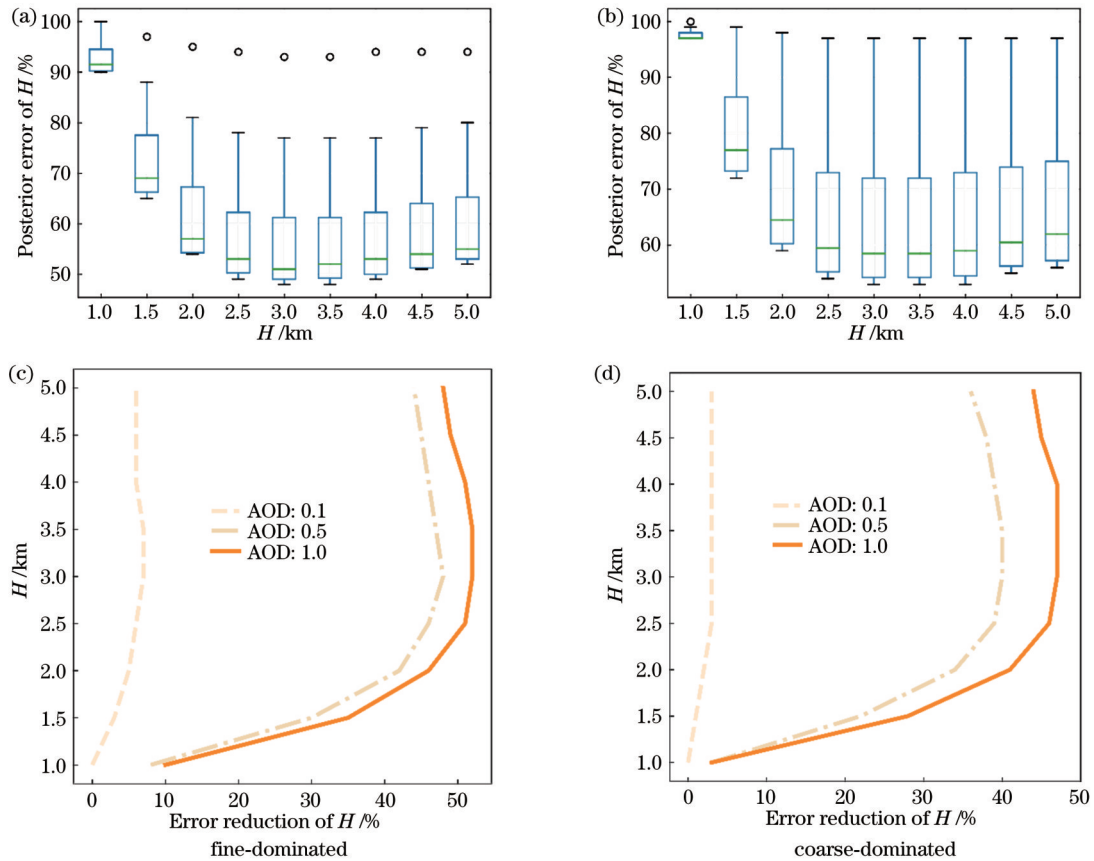 (a)
Posterior error of H /%
100
90
80
70
60
50
1.0 1.5 2.0 2.5 3.0 3.5 4.0 4.5 5.0
H /km
(b)
Posterior error of H /%
100
90
80
70
60
1.0 1.5 2.0 2.5 3.0 3.5 4.0 4.5 5.0
H /km
(c)
H /km
5.0
4.5
4.0
3.5
3.0
2.5
2.0
1.5
1.0
AOD: 0.1
AOD: 0.5
AOD: 1.0
0 10 20 30 40 50
Error reduction of H /%
fine-dominated
(d)
H /km
5.0
4.5
4.0
3.5
3.0
2.5
2.0
1.5
1.0
AOD: 0.1
AOD: 0.5
AOD: 1.0
0 10 20 30 40 50
Error reduction of H /%
coarse-dominated